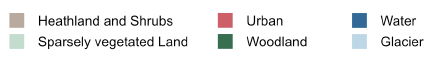 Heathland and Shrubs Urban Water
Sparsely vegetated Land Woodland Glacier